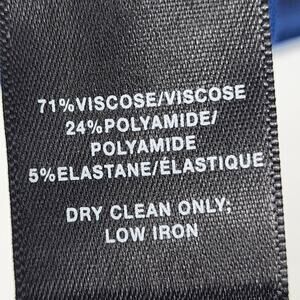 71%VISCOSE/VISCOSE
24%POLYAMIDE/
POLYAMIDE
5%ELASTANE/ÉLASTIQUE
DRY CLEAN ONLY;
LOW IRON